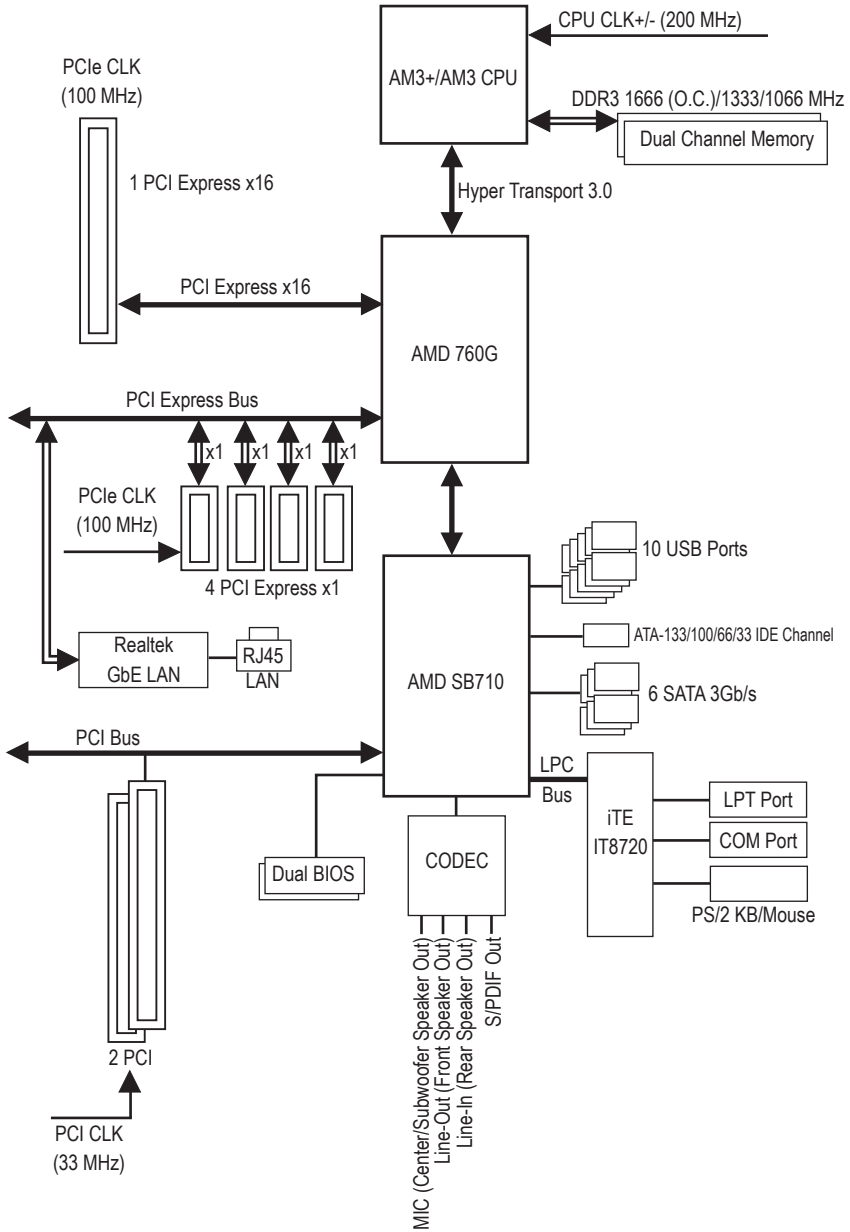 CPU CLK+/- (200 MHz)
PCIe CLK
(100 MHz)
AM3+/AM3 CPU
DDR3 1666 (O.C.)/1333/1066 MHz
Dual Channel Memory
1 PCI Express x16
Hyper Transport 3.0
PCI Express x16
AMD 760G
PCI Express Bus
x1
x1
x1
x1
PCIe CLK
(100 MHz)
4 PCI Express x1
10 USB Ports
ATA-133/100/66/33 IDE Channel
Realtek
GbE LAN
RJ45
LAN
AMD SB710
6 SATA 3Gb/s
PCI Bus
LPC
Bus
iTE
IT8720
LPT Port
COM Port
PS/2 KB/Mouse
Dual BIOS
CODEC
MIC (Center/Subwoofer Speaker Out)
Line-Out (Front Speaker Out)
Line-In (Rear Speaker Out)
S/PDIF Out
2 PCI
PCI CLK
(33 MHz)